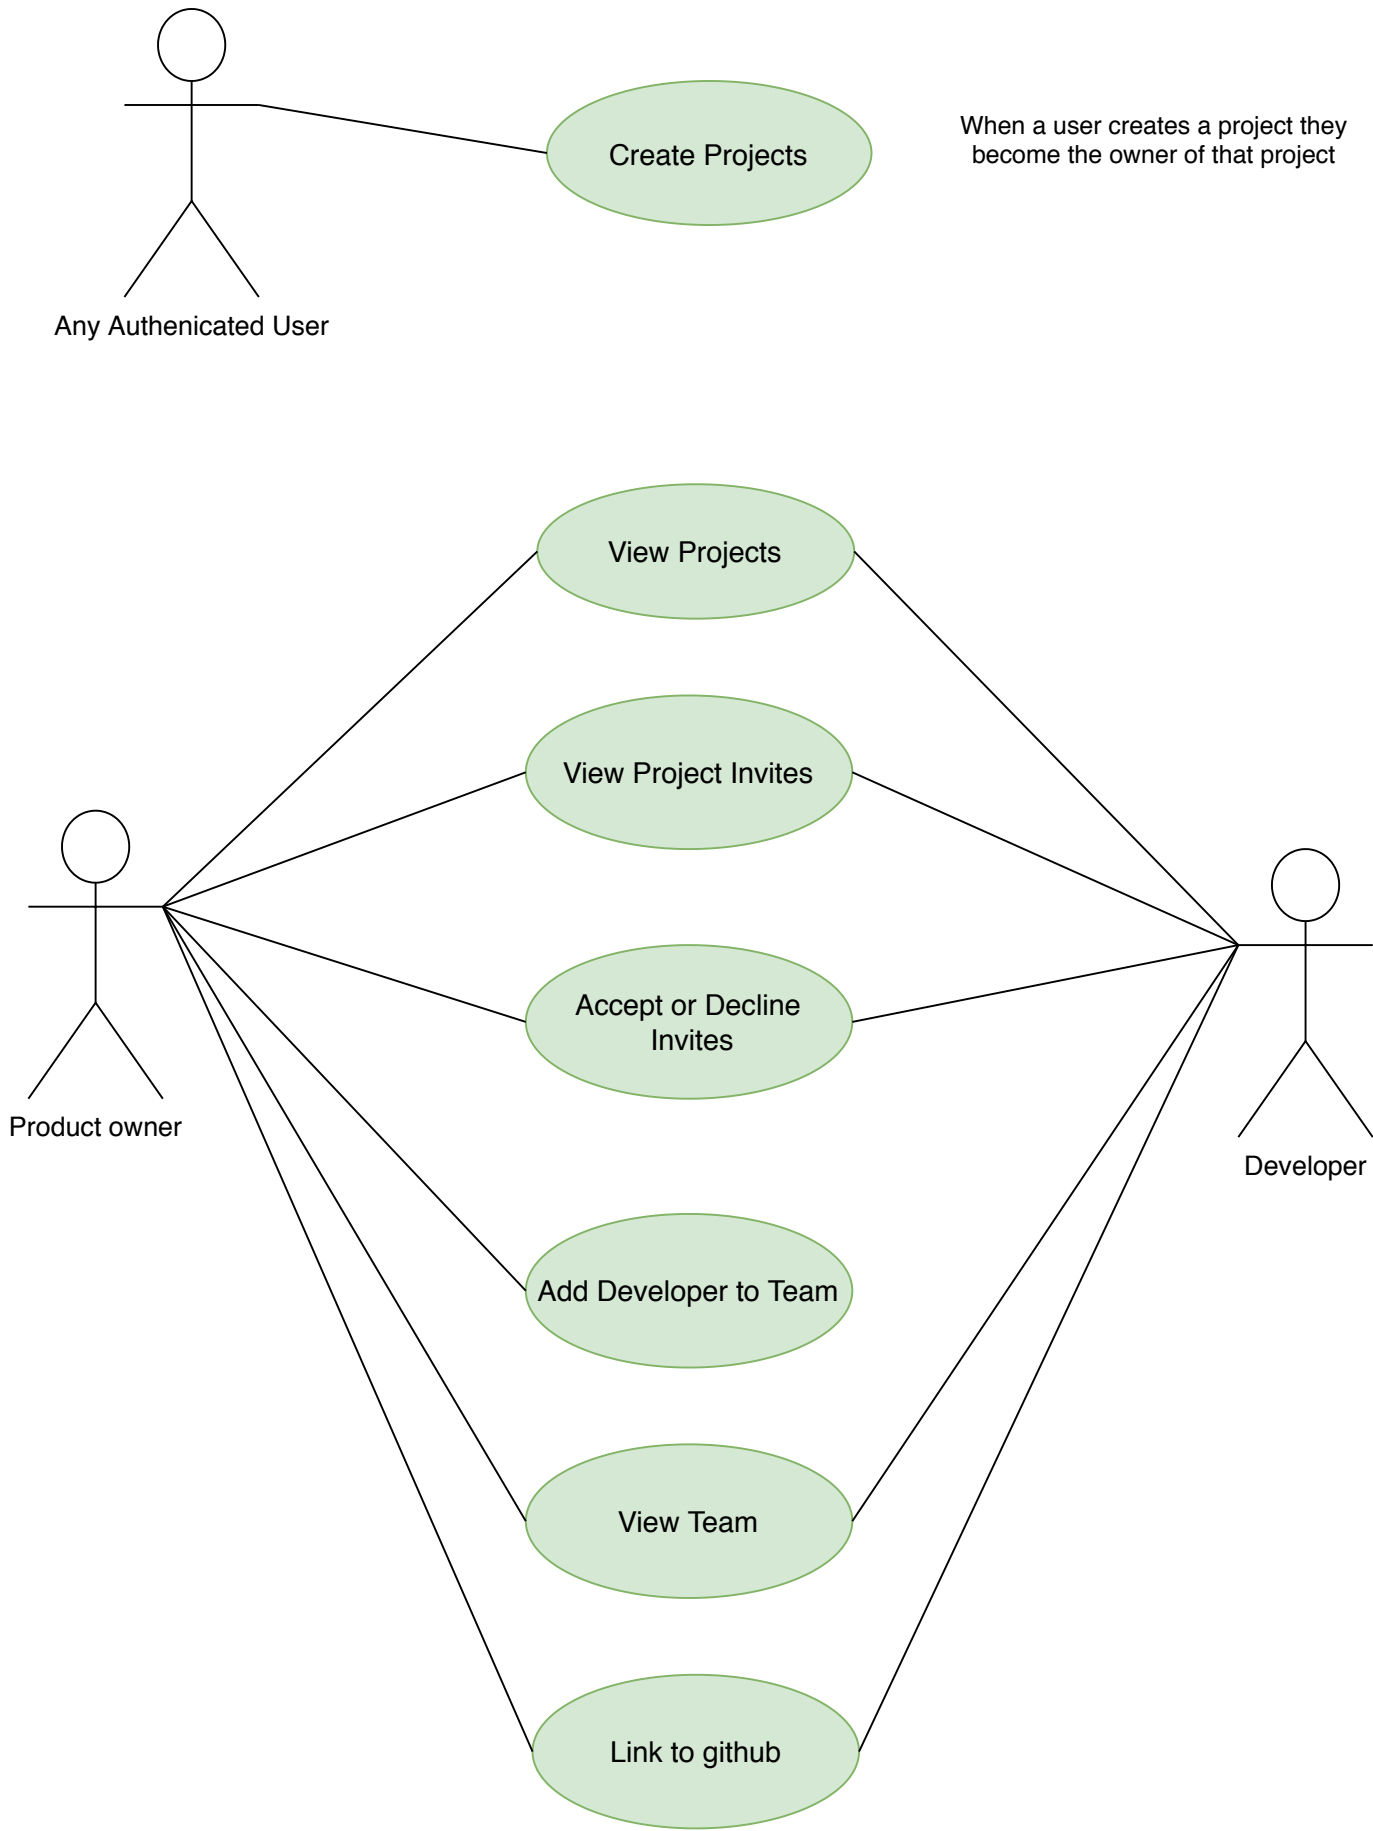 Create Projects
When a user creates a project they
become the owner of that project
Any Authenicated User
View Projects
View Project Invites
Accept or Decline
Invites
Product owner
Developer
Add Developer to Team
View Team
Link to github